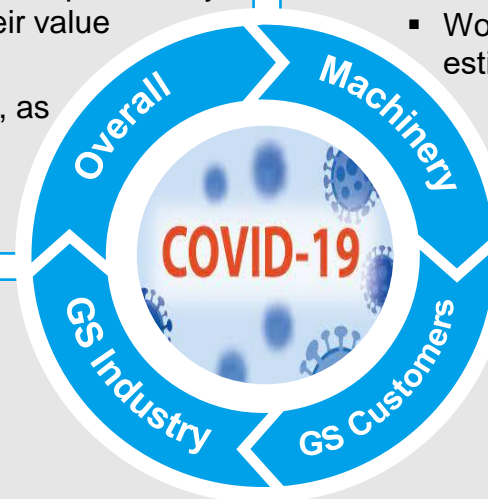 eir value
, as
▪ Wo
esti
Overall
Machinery
COVID-19
GS Industry
GS Customers